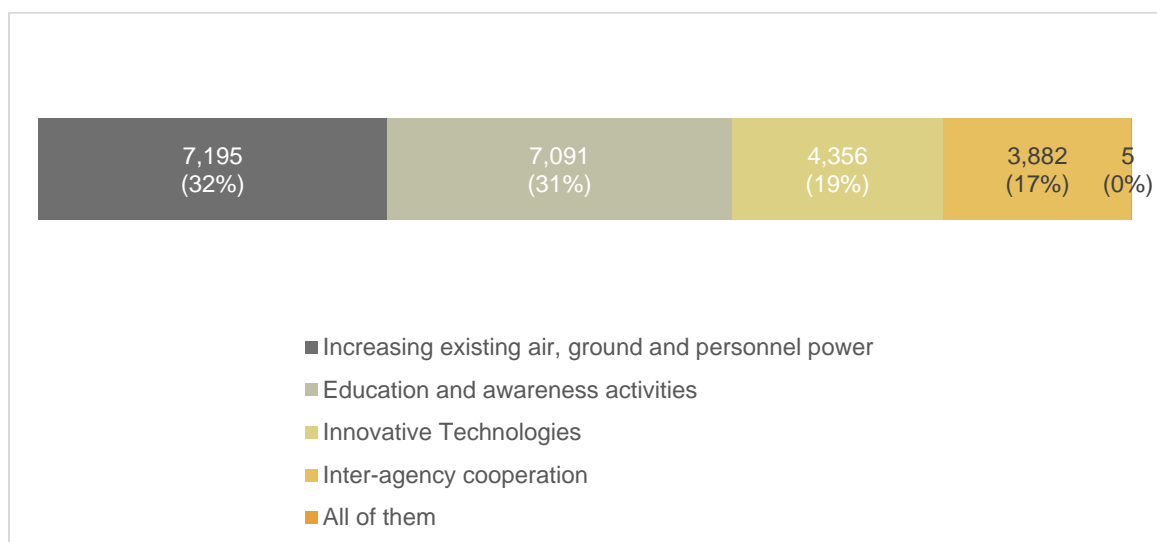 7,195 7,091 4,356 3,882 5
(32%) (31%) (19%) (17%) (0%)
Increasing existing air, ground and personnel power
Education and awareness activities
Innovative Technologies
Inter-agency cooperation
All of them